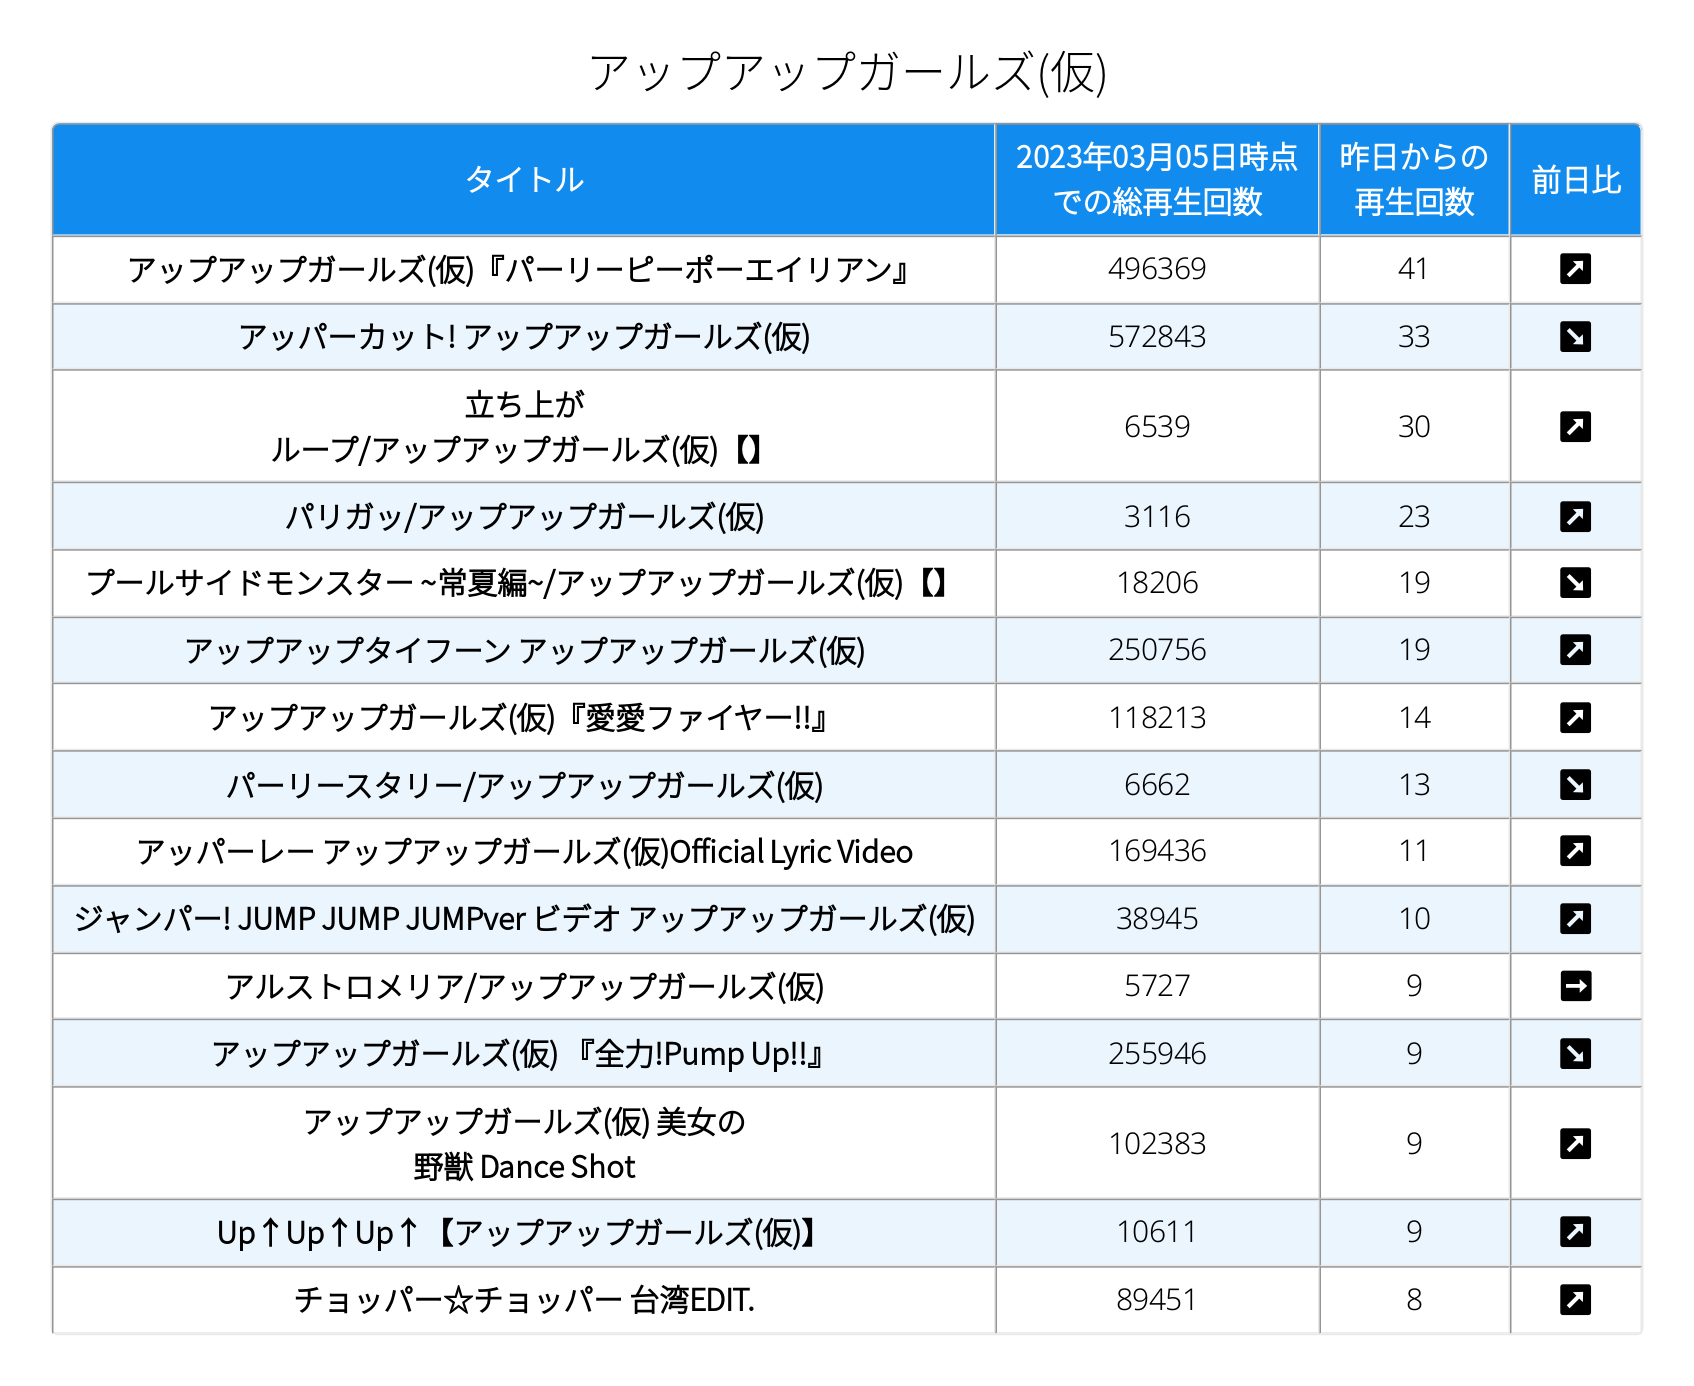 アップアップガールズ(仮)
タイトル
2023年03月05日時点
での総再生回数
昨日からの
再生回数
前日比
アップアップガールズ(仮)『パーリーピーポーエイリアン』 496369 41 ↗
アッパーカット! アップアップガールズ(仮) 572843 33 ↘
立ち上が
ループ/アップアップガールズ(仮)【】 6539 30 ↗
パリガッ/アップアップガールズ(仮) 3116 23 ↗
プールサイドモンスター ~常夏編~/アップアップガールズ(仮)【】 18206 19 ↘
アップアップタイフーン アップアップガールズ(仮) 250756 19 ↗
アップアップガールズ(仮)『愛愛ファイヤー!!』 118213 14 ↗
パーリースタリー/アップアップガールズ(仮) 6662 13 ↘
アッパーレー アップアップガールズ(仮)Official Lyric Video 169436 11 ↗
ジャンパー! JUMP JUMP JUMPver ビデオ アップアップガールズ(仮) 38945 10 ↗
アルストロメリア/アップアップガールズ(仮) 5727 9 →
アップアップガールズ(仮) 『全力!Pump Up!!』 255946 9 ↘
アップアップガールズ(仮) 美女の
野獣 Dance Shot 102383 9 ↗
Up↑Up↑Up↑【アップアップガールズ(仮)】 10611 9 ↗
チョッパー☆チョッパー 台湾EDIT. 89451 8 ↗